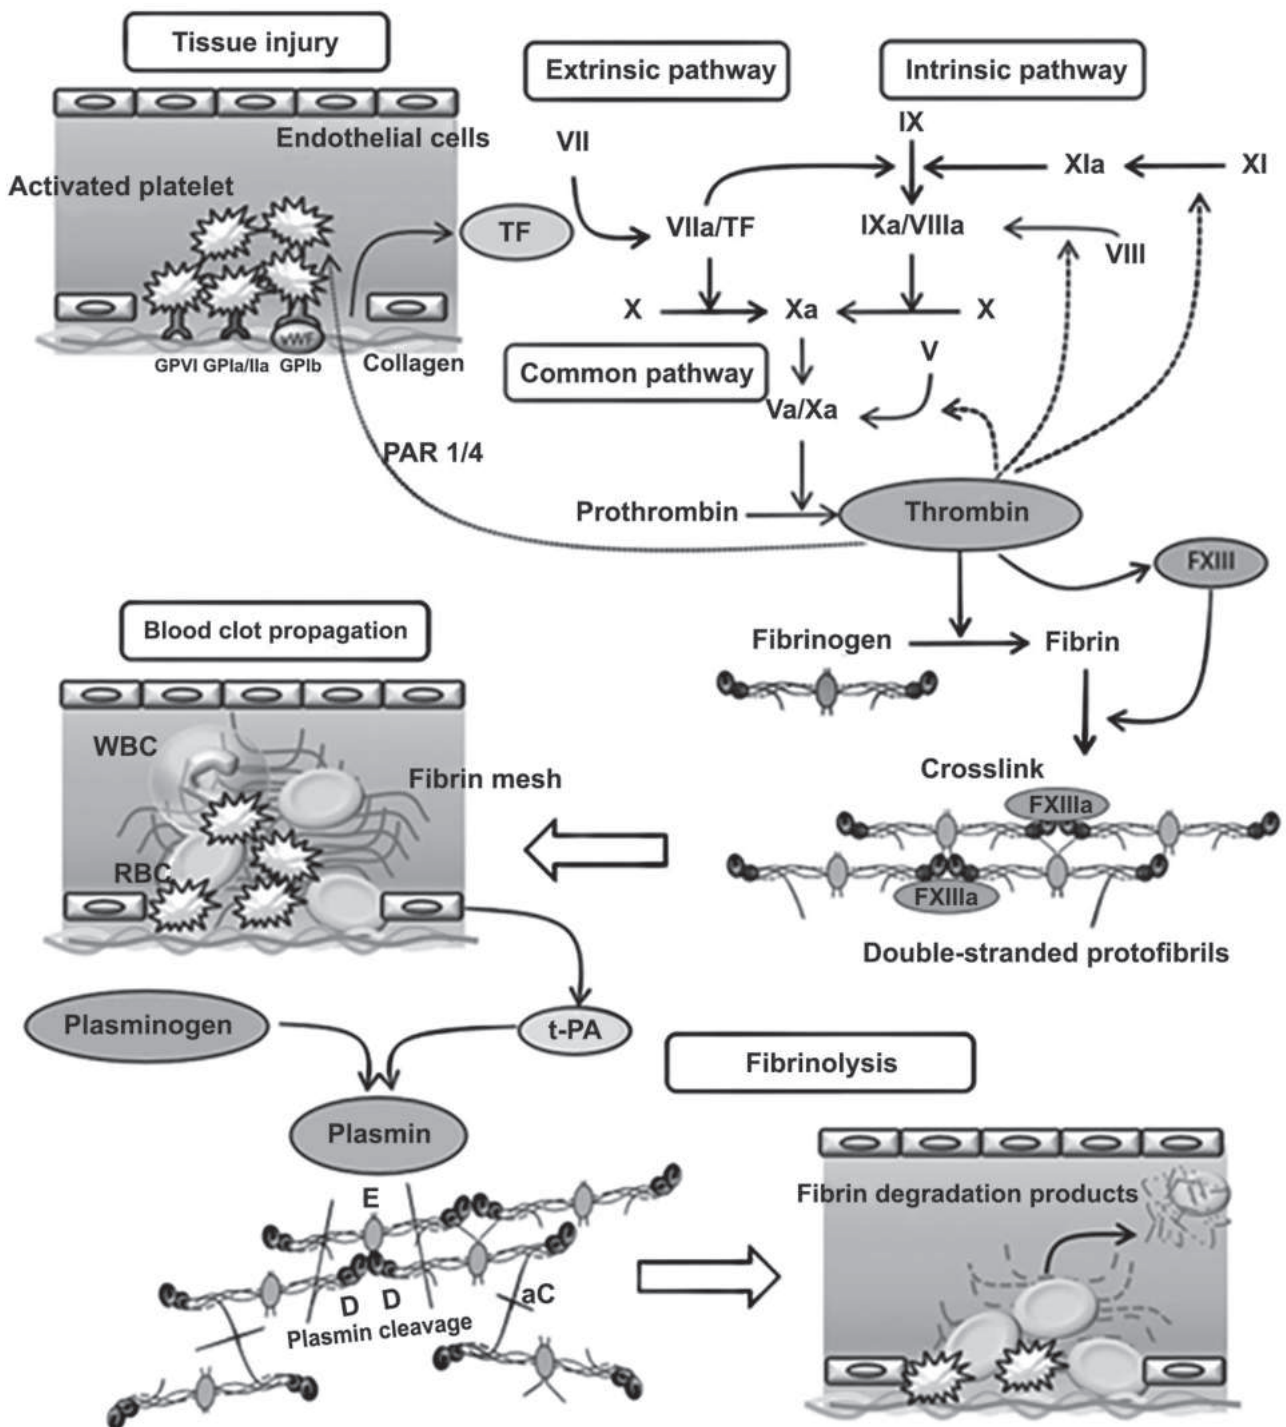 Tissue injury
Endothelial cells
Activated platelet
vWF
GPVI GPIa/IIa GPIb
Collagen
TF
Extrinsic pathway
Intrinsic pathway
VII
IX
XIa
XI
VIIa/TF
IXa/VIIIa
VIII
X
Xa
X
Common pathway
V
Va/Xa
PAR 1/4
Prothrombin
Thrombin
FXIII
Fibrinogen
Fibrin
Crosslink
FXIIIa
FXIIIa
Double-stranded protofibrils
Blood clot propagation
WBC
Fibrin mesh
RBC
Plasminogen
t-PA
Plasmin
E
D D
aC
Plasmin cleavage
Fibrinolysis
Fibrin degradation products